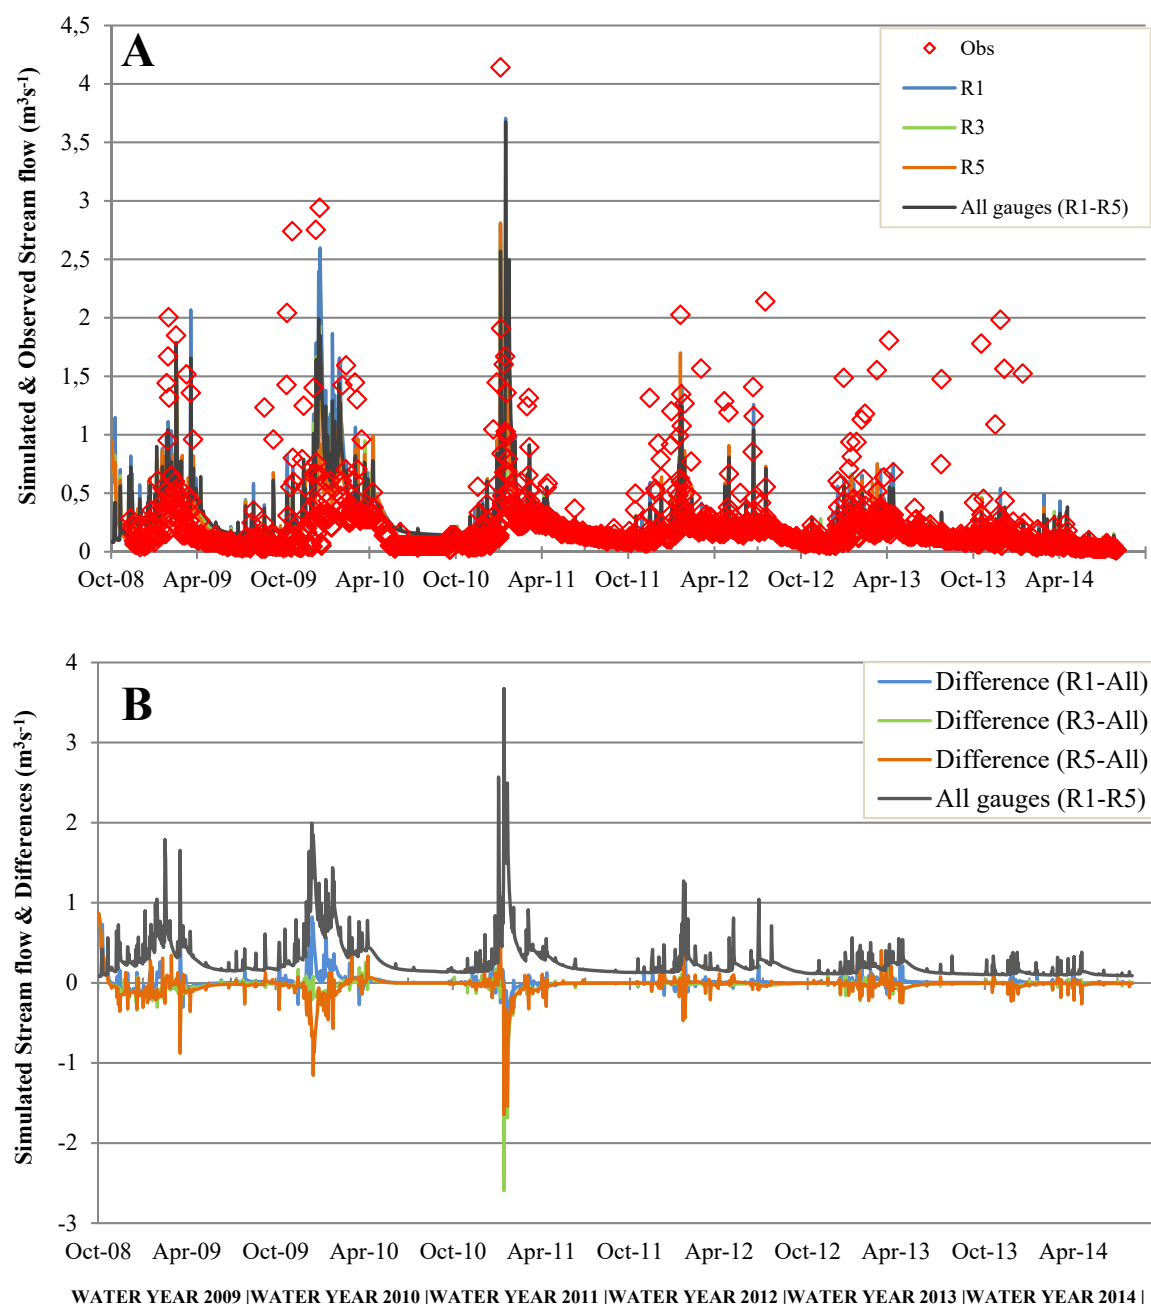 A
Simulated & Observed Stream flow (m³s⁻¹)
4,5
4
3,5
3
2,5
2
1,5
1
0,5
0
Obs
R1
R3
R5
All gauges (R1-R5)
Oct-08 Apr-09 Oct-09 Apr-10 Oct-10 Apr-11 Oct-11 Apr-12 Oct-12 Apr-13 Oct-13 Apr-14
B
Simulated Stream flow & Differences (m³s⁻¹)
4
3
2
1
0
-1
-2
-3
Difference (R1-All)
Difference (R3-All)
Difference (R5-All)
All gauges (R1-R5)
Oct-08 Apr-09 Oct-09 Apr-10 Oct-10 Apr-11 Oct-11 Apr-12 Oct-12 Apr-13 Oct-13 Apr-14
WATER YEAR 2009 |WATER YEAR 2010 |WATER YEAR 2011 |WATER YEAR 2012 |WATER YEAR 2013 |WATER YEAR 2014 |